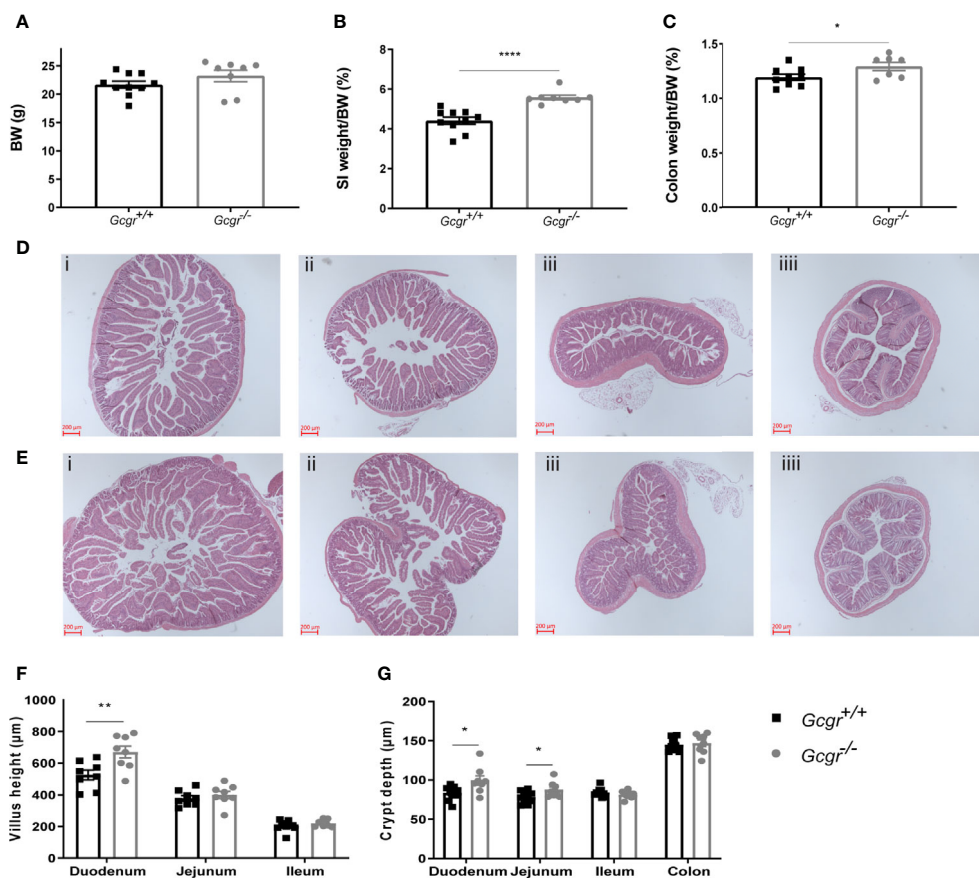 A
BW (g)
25
20
15
10
5
0
Gcgr+/+
Gcgr-/-
B
SI weight/BW (%)
8
6
4
2
0
****
Gcgr+/+
Gcgr-/-
C
Colon weight/BW (%)
1.5
1.0
0.5
0.0
*
Gcgr+/+
Gcgr-/-
D
i
200 µm
ii
200 µm
iii
200 µm
iiii
200 µm
E
i
200 µm
ii
200 µm
iii
200 µm
iiii
200 µm
F
Villus height (µm)
1000
800
600
400
200
0
**
Duodenum
Jejunum
Ileum
G
Crypt depth (µm)
200
150
100
50
0
*
*
Duodenum
Jejunum
Ileum
Colon
Gcgr+/+
Gcgr-/-